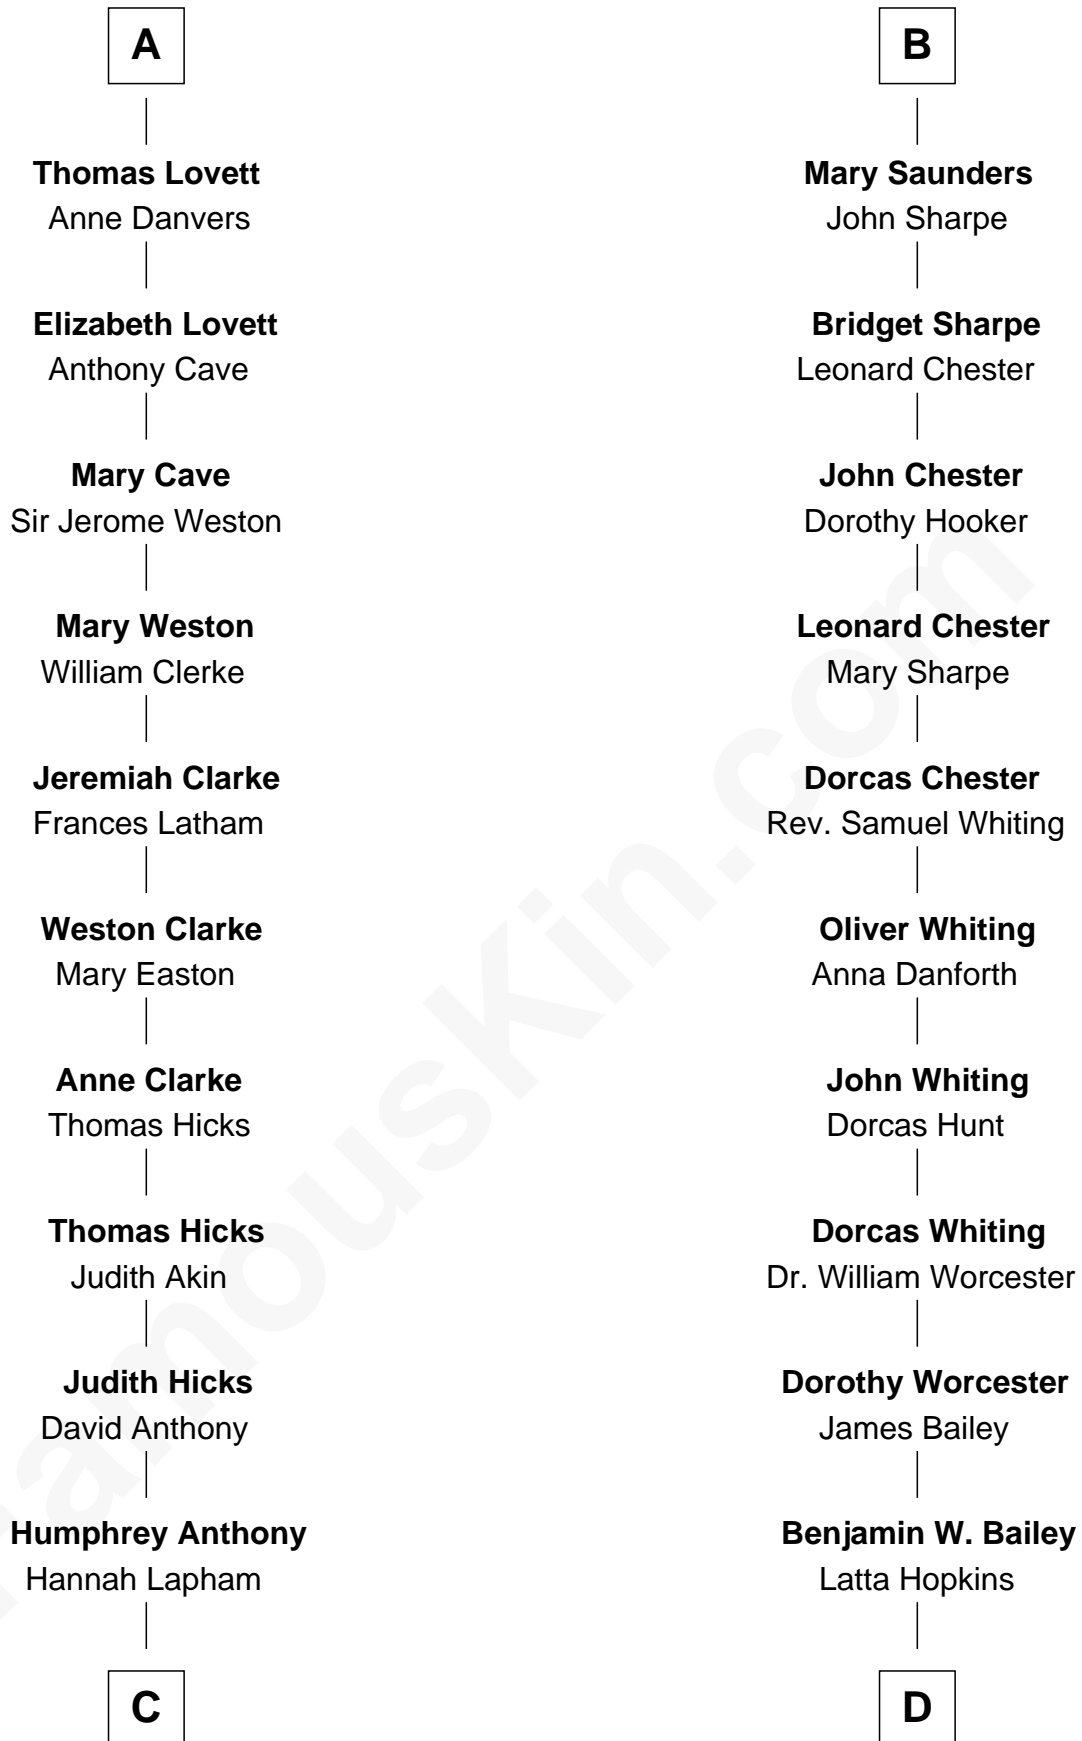 A
Thomas Lovett
Anne Danvers
Elizabeth Lovett
Anthony Cave
Mary Cave
Sir Jerome Weston
Mary Weston
William Clerke
Jeremiah Clarke
Frances Latham
Weston Clarke
Mary Easton
Anne Clarke
Thomas Hicks
Thomas Hicks
Judith Akin
Judith Hicks
David Anthony
Humphrey Anthony
Hannah Lapham
C
B
Mary Saunders
John Sharpe
Bridget Sharpe
Leonard Chester
John Chester
Dorothy Hooker
Leonard Chester
Mary Sharpe
Dorcas Chester
Rev. Samuel Whiting
Oliver Whiting
Anna Danforth
John Whiting
Dorcas Hunt
Dorcas Whiting
Dr. William Worcester
Dorothy Worcester
James Bailey
Benjamin W. Bailey
Latta Hopkins
D
FamousKin.com